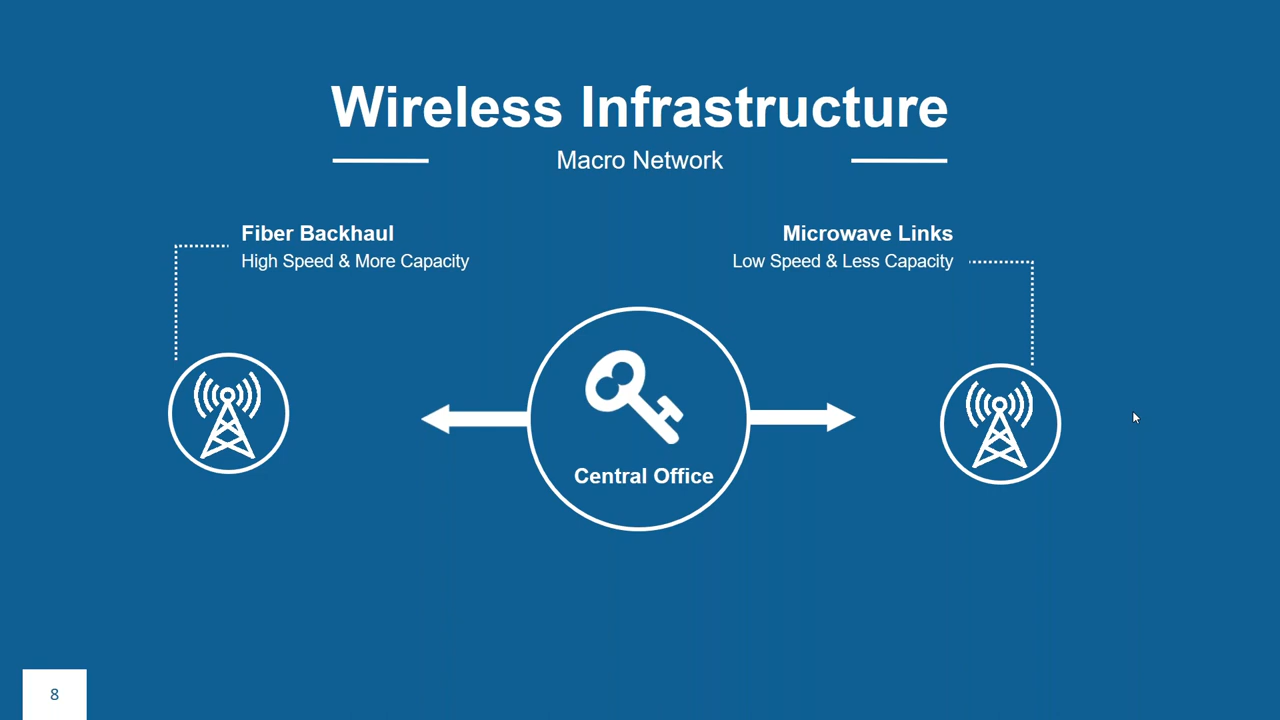 Wireless Infrastructure
Macro Network
Fiber Backhaul
High Speed & More Capacity
Microwave Links
Low Speed & Less Capacity
Central Office
8